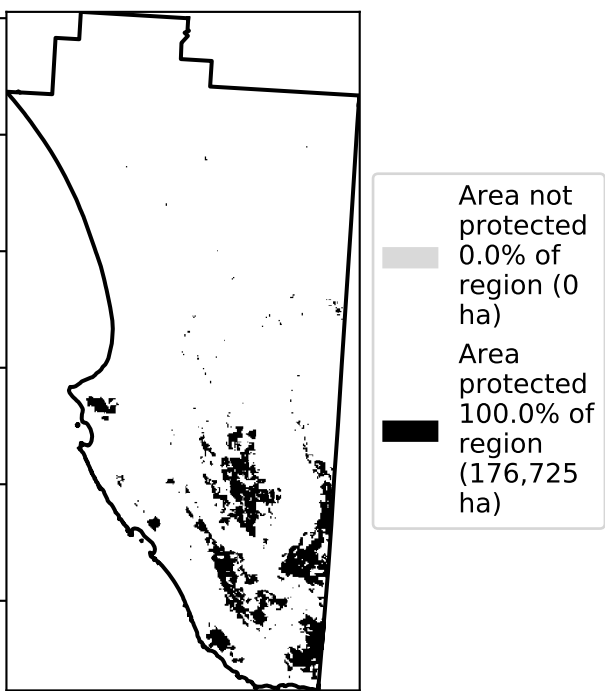 Area not
protected
0.0% of
region (0
ha)
Area
protected
100.0% of
region
(176,725
ha)